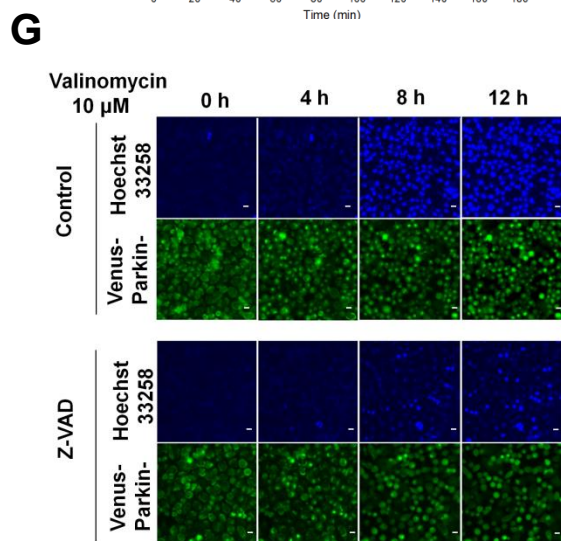 Time (min)
G
Valinomycin
10 µM
0 h 4 h 8 h 12 h
Control
Hoechst
33258
Venus-
Parkin-
Z-VAD
Hoechst
33258
Venus-
Parkin-